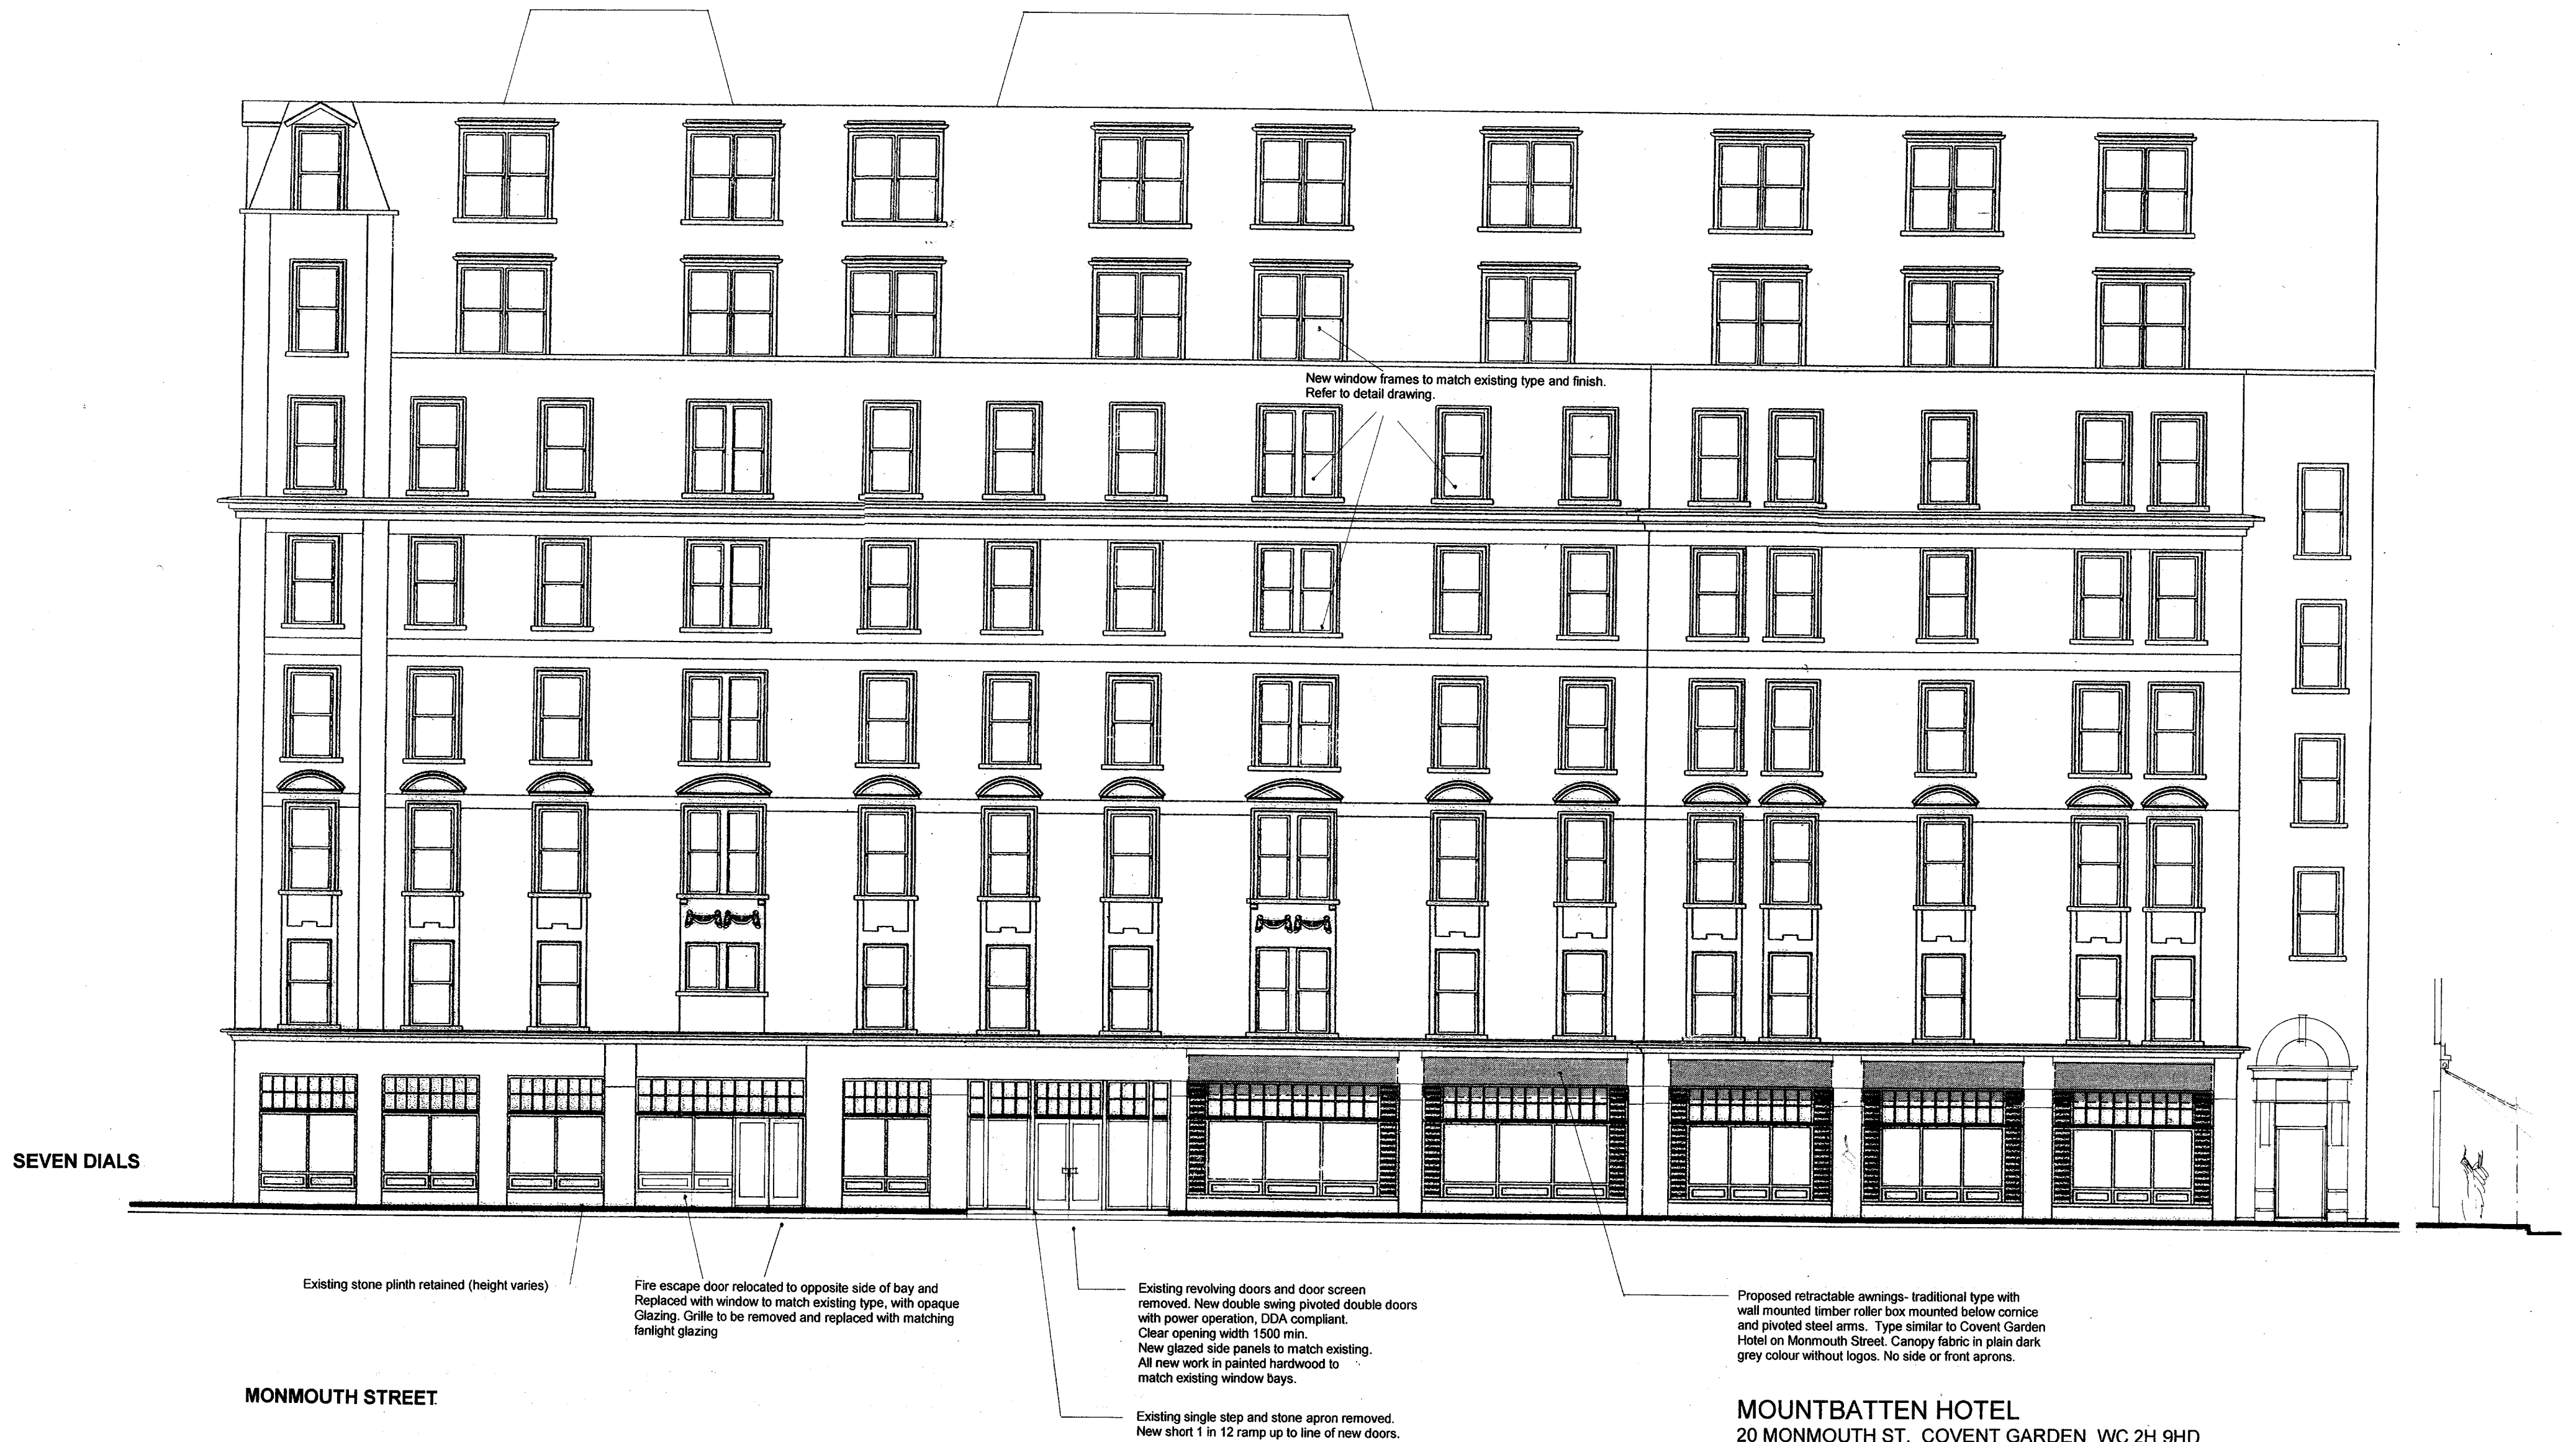 New window frames to match existing type and finish.
Refer to detail drawing.
SEVEN DIALS
Existing stone plinth retained (height varies)
Fire escape door relocated to opposite side of bay and
Replaced with window to match existing type, with opaque
Glazing. Grille to be removed and replaced with matching
fanlight glazing
Existing revolving doors and door screen
removed. New double swing pivoted double doors
with power operation, DDA compliant.
Clear opening width 1500 min.
New glazed side panels to match existing.
All new work in painted hardwood to
match existing window bays.
Existing single step and stone apron removed.
New short 1 in 12 ramp up to line of new doors.
Proposed retractable awnings- traditional type with
wall mounted timber roller box mounted below cornice
and pivoted steel arms. Type similar to Covent Garden
Hotel on Monmouth Street. Canopy fabric in plain dark
grey colour without logos. No side or front aprons.
MONMOUTH STREET
MOUNTBATTEN HOTEL
20 MONMOUTH ST, COVENT GARDEN WC 2H 9HD